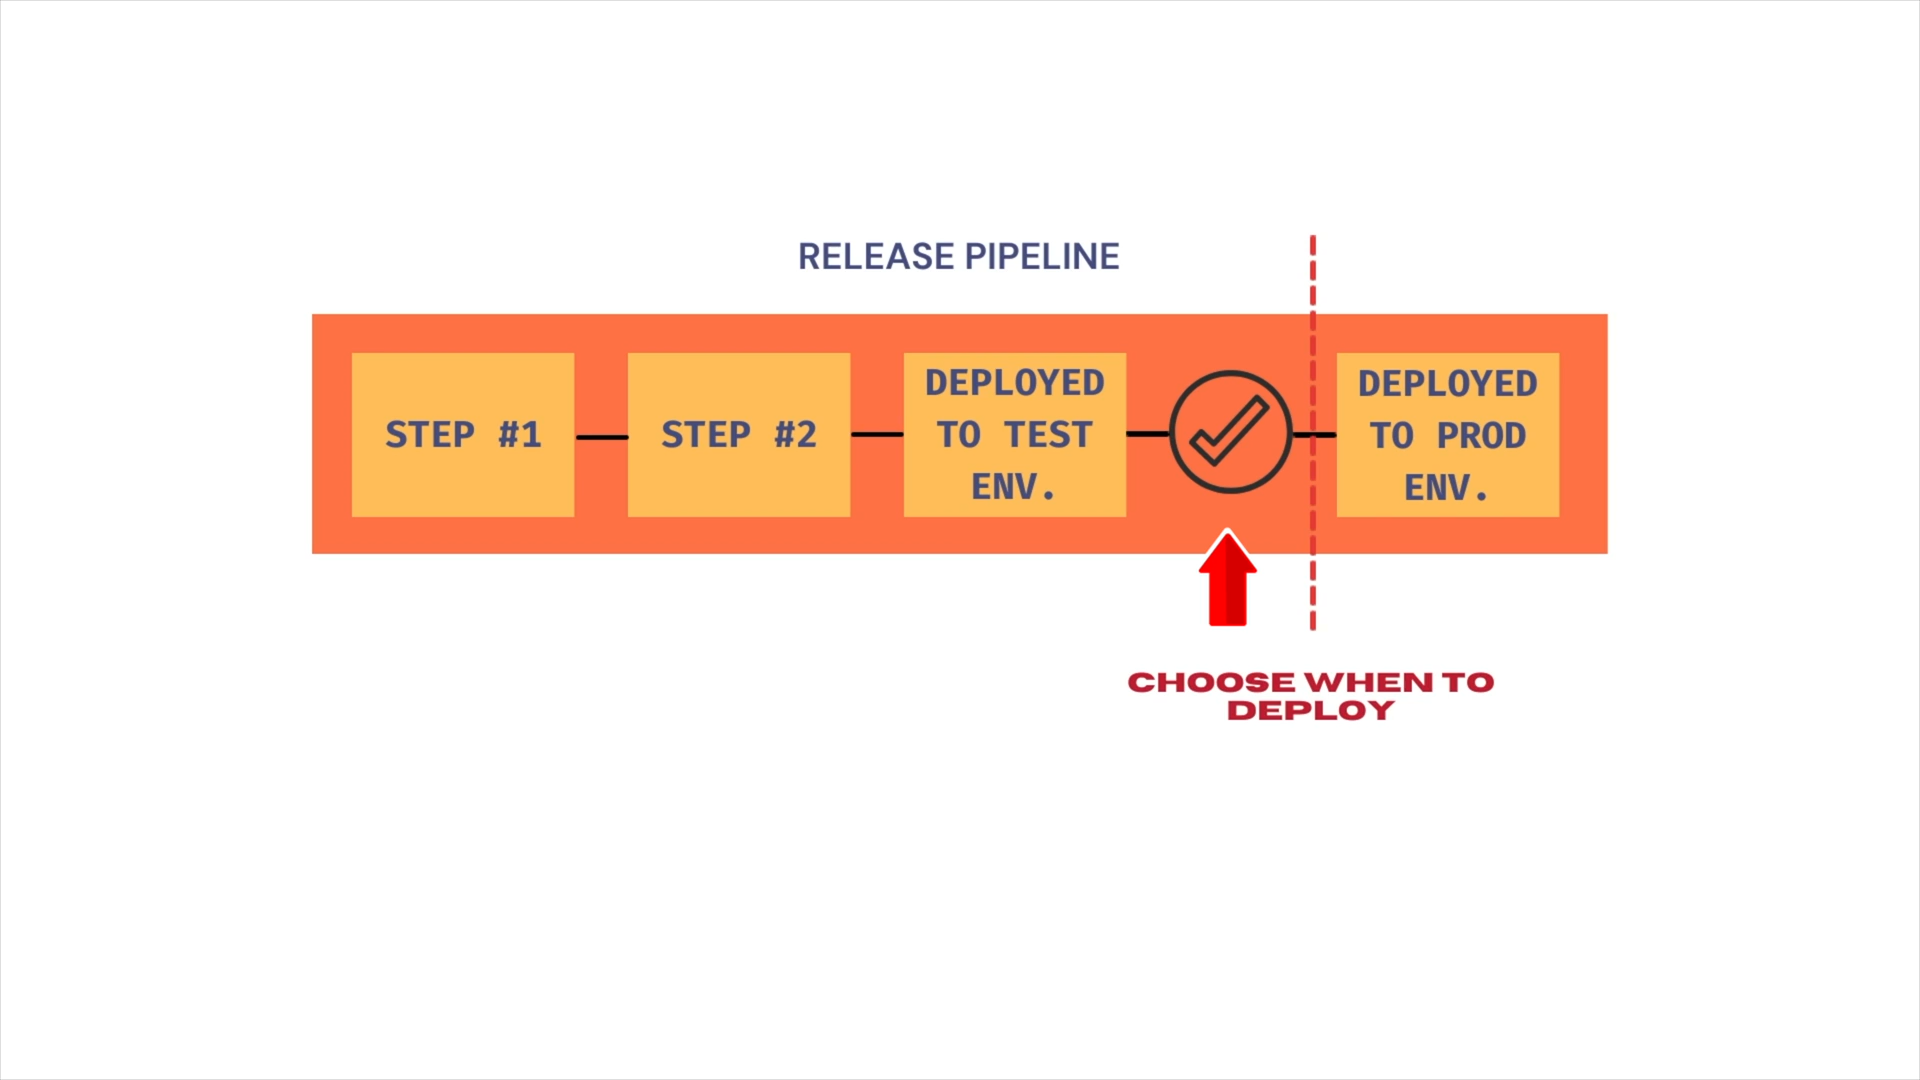 RELEASE PIPELINE
STEP #1
STEP #2
DEPLOYED
TO TEST
ENV.
DEPLOYED
TO PROD
ENV.
CHOOSE WHEN TO
DEPLOY